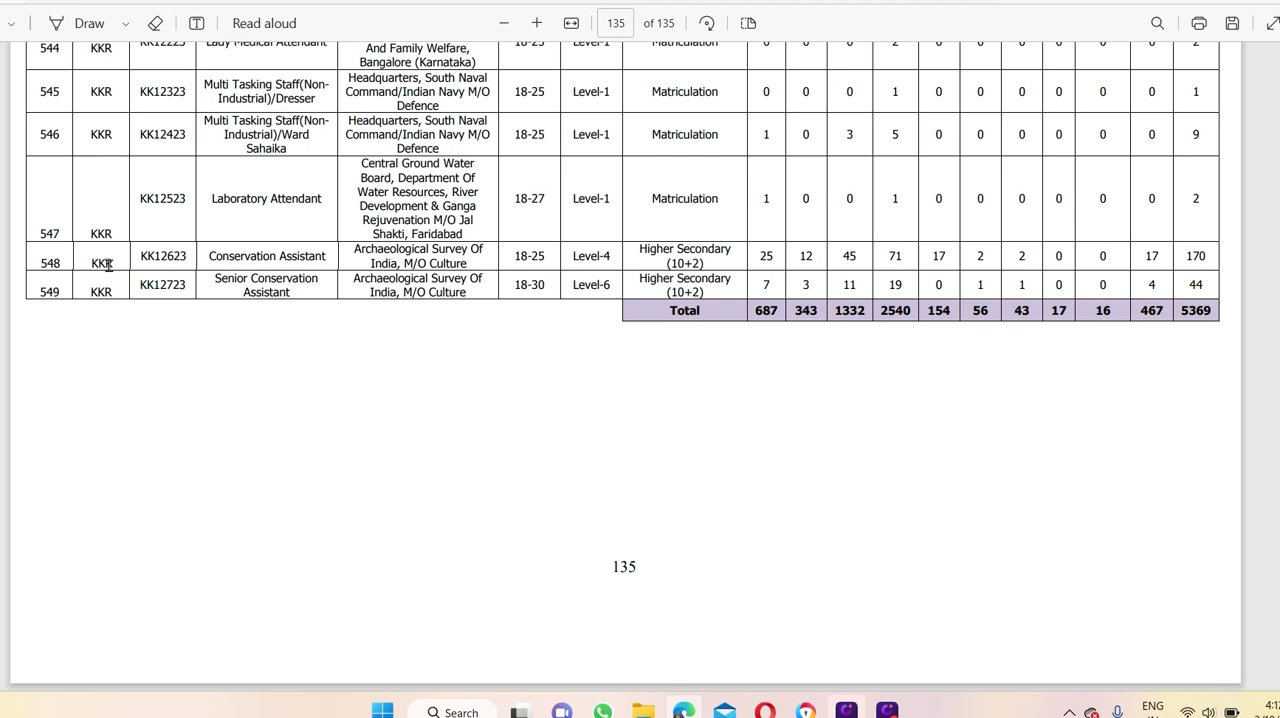 Draw
Read aloud
135 of 135
544 KKR KK12223 Lady Medical Attendant And Family Welfare, Bangalore (Karnataka) 18-25 Level-1 Matriculation 0 0 0 2 0 0 0 0 0 0 2
545 KKR KK12323 Multi Tasking Staff(Non-Industrial)/Dresser Headquarters, South Naval Command/Indian Navy M/O Defence 18-25 Level-1 Matriculation 0 0 0 1 0 0 0 0 0 0 1
546 KKR KK12423 Multi Tasking Staff(Non-Industrial)/Ward Sahaika Headquarters, South Naval Command/Indian Navy M/O Defence 18-25 Level-1 Matriculation 1 0 3 5 0 0 0 0 0 0 9
547 KKR KK12523 Laboratory Attendant Central Ground Water Board, Department Of Water Resources, River Development & Ganga Rejuvenation M/O Jal Shakti, Faridabad 18-27 Level-1 Matriculation 1 0 0 1 0 0 0 0 0 0 2
548 KKR KK12623 Conservation Assistant Archaeological Survey Of India, M/O Culture 18-25 Level-4 Higher Secondary (10+2) 25 12 45 71 17 2 2 0 0 17 170
549 KKR KK12723 Senior Conservation Assistant Archaeological Survey Of India, M/O Culture 18-30 Level-6 Higher Secondary (10+2) 7 3 11 19 0 1 1 0 0 4 44
Total 687 343 1332 2540 154 56 43 17 16 467 5369
135
Search
ENG